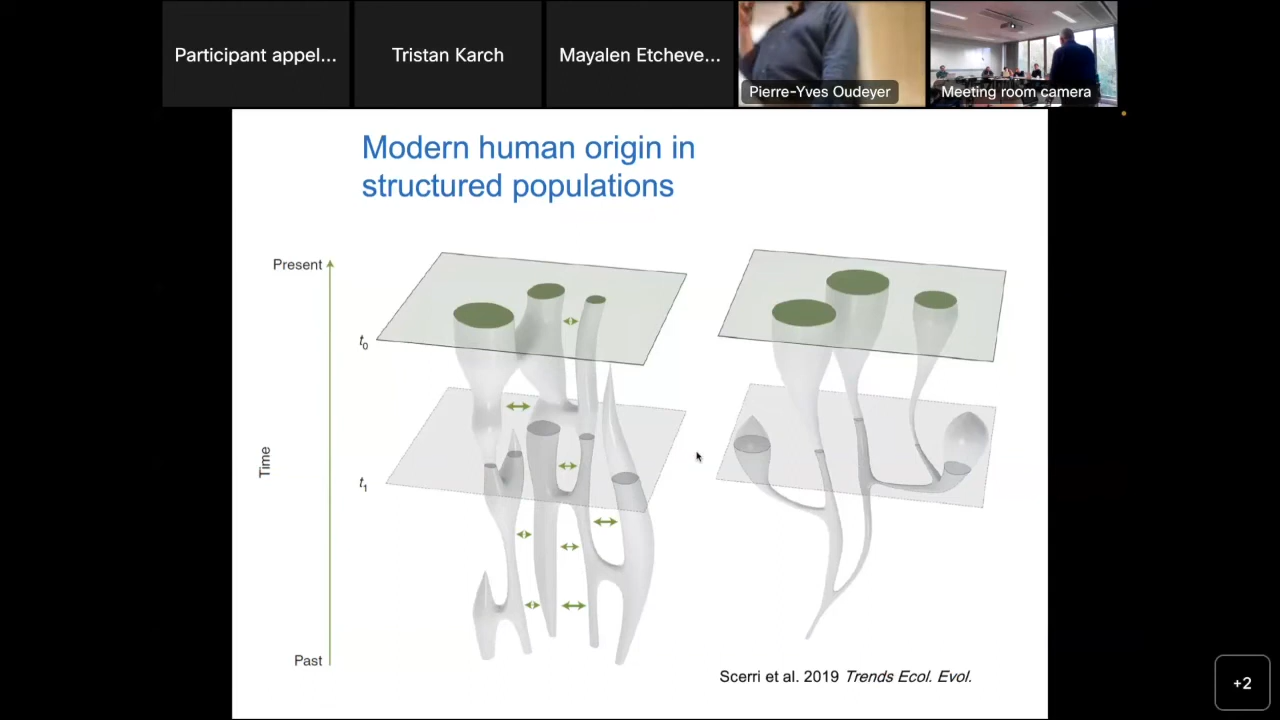 Participant appel...
Tristan Karch
Mayalen Etcheve...
Pierre-Yves Oudeyer
Meeting room camera
Modern human origin in
structured populations
Present
t0
Time
t1
Past
Scerri et al. 2019 Trends Ecol. Evol.
+2